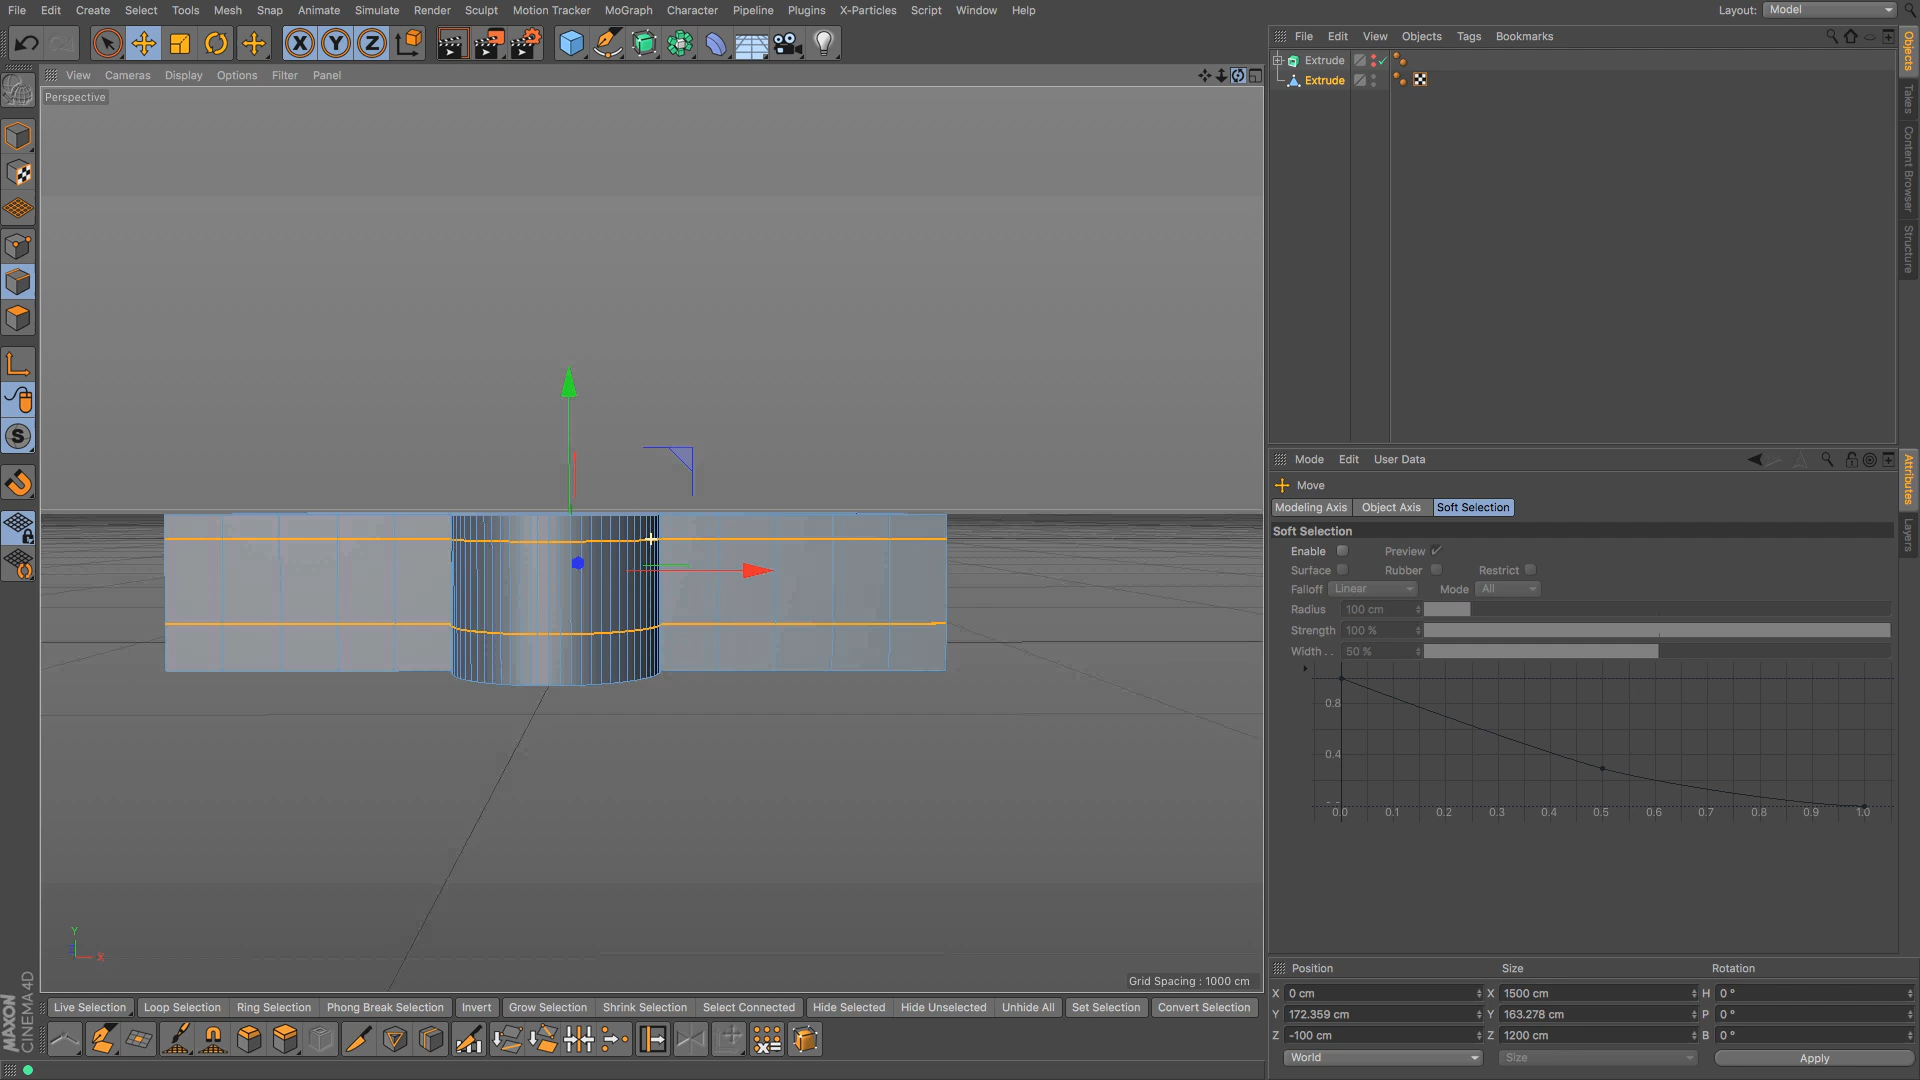 File Edit Create Select Tools Mesh Snap Animate Simulate Render Sculpt Motion Tracker MoGraph Character Pipeline Plugins X-Particles Script Window Help
Layout: Model
File Edit View Objects Tags Bookmarks
Objects
Takes
Content Browser
Structure
Extrude
Extrude
X Y Z
View Cameras Display Options Filter Panel
Perspective
S
Mode Edit User Data
Attributes
Layers
Move
Modeling Axis Object Axis Soft Selection
Soft Selection
Enable Preview
Surface Rubber Restrict
Falloff Linear Mode All
Radius 100 cm
Strength 100 %
Width . . 50 %
0.8
0.4
0.0 0.1 0.2 0.3 0.4 0.5 0.6 0.7 0.8 0.9 1.0
Y
Z
X
Grid Spacing : 1000 cm
Position Size Rotation
X 0 cm X 1500 cm H 0 °
Y 172.359 cm Y 163.278 cm P 0 °
Z -100 cm Z 1200 cm B 0 °
World Size Apply
Live Selection Loop Selection Ring Selection Phong Break Selection Invert Grow Selection Shrink Selection Select Connected Hide Selected Hide Unselected Unhide All Set Selection Convert Selection
MAXON
CINEMA 4D